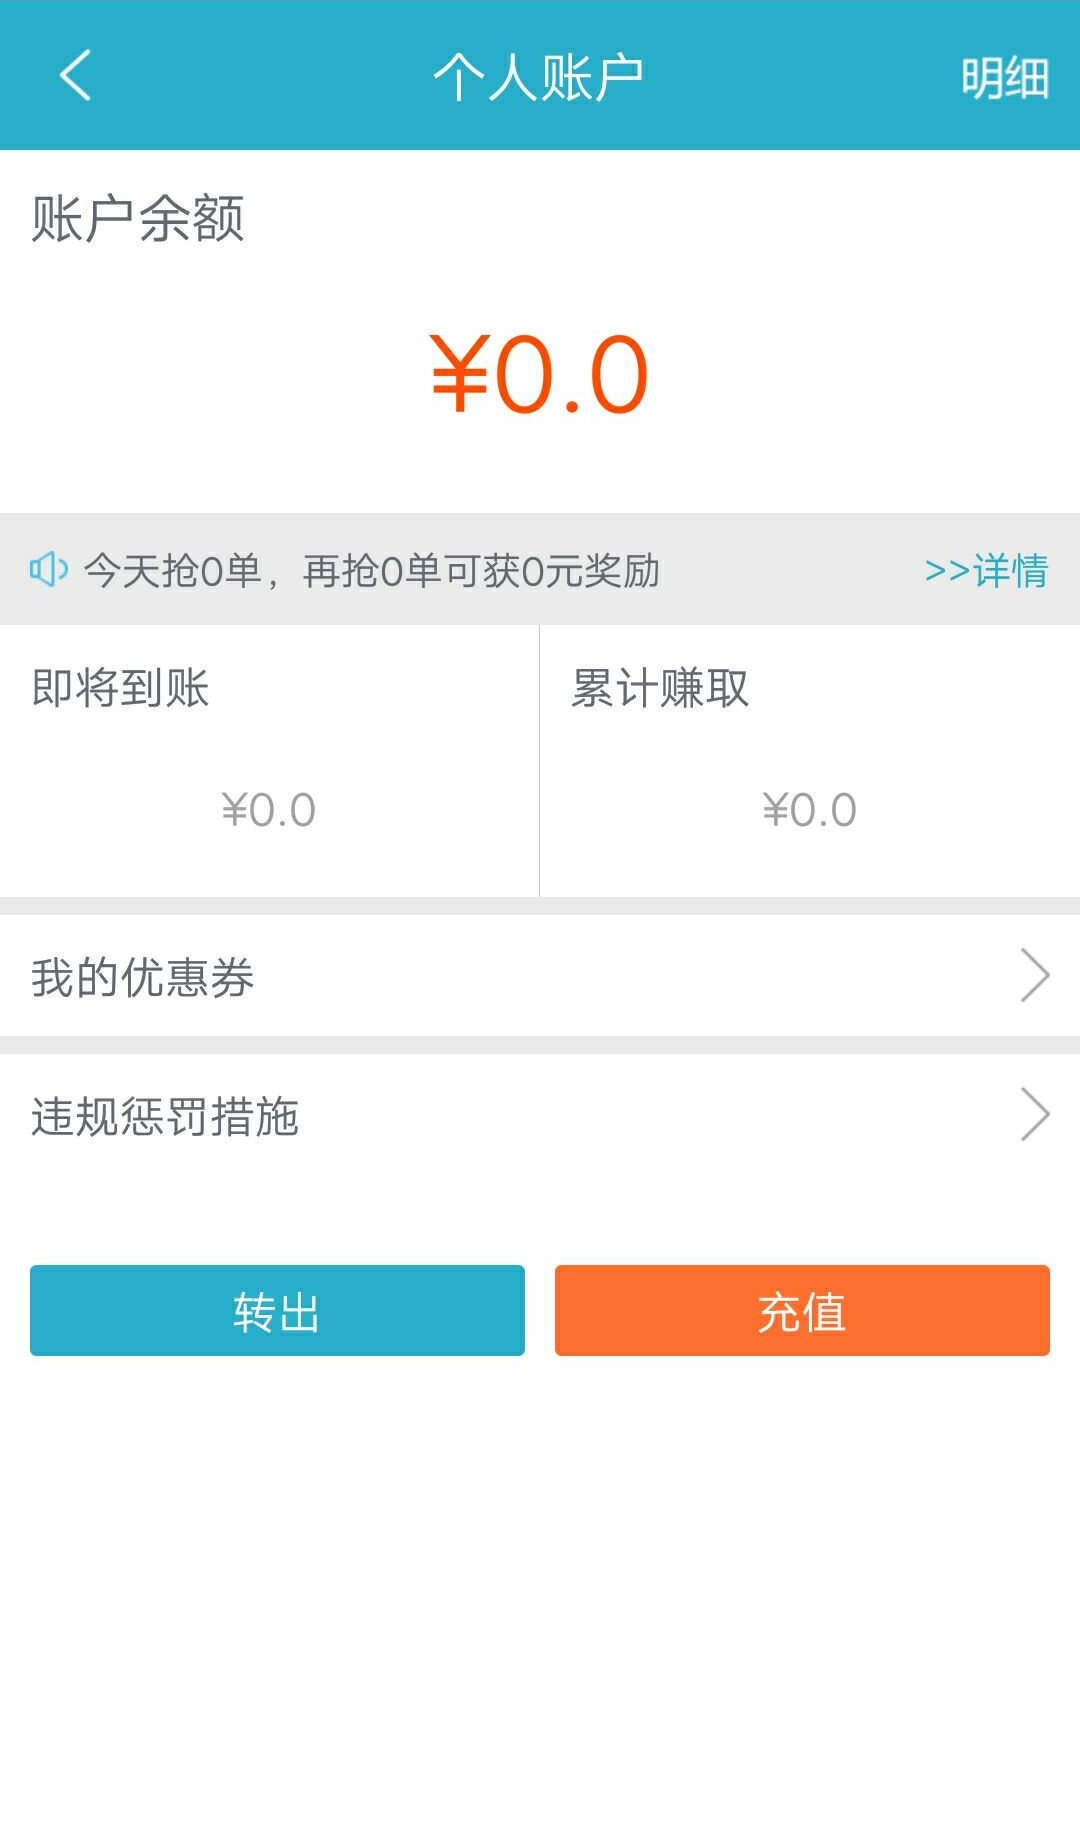 个人账户
明细
账户余额
¥0.0
今天抢0单，再抢0单可获0元奖励
>>详情
即将到账
累计赚取
¥0.0
¥0.0
我的优惠券
违规惩罚措施
转出
充值